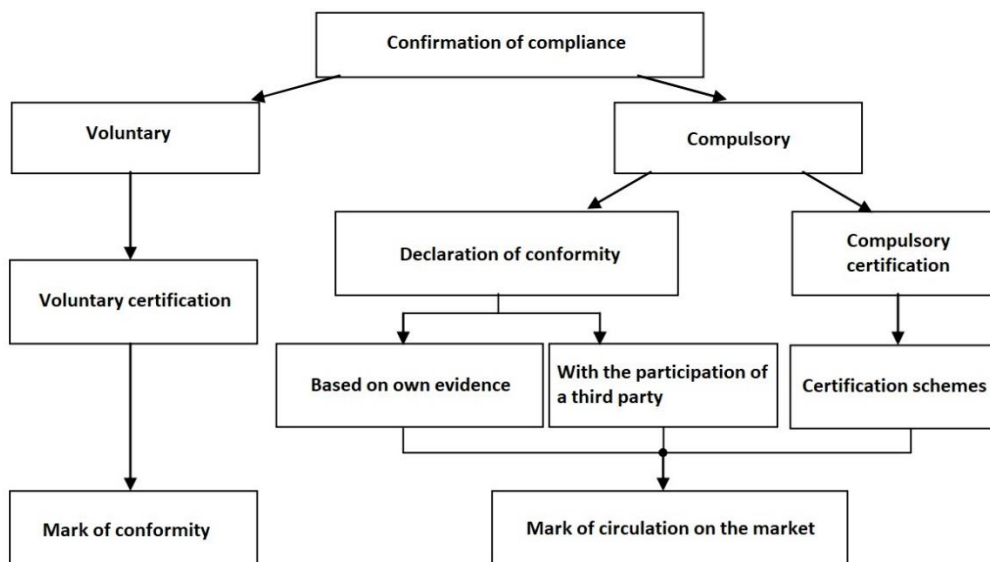 Confirmation of compliance
Voluntary
Compulsory
Declaration of conformity
Compulsory
certification
Voluntary certification
Based on own evidence
With the participation of
a third party
Certification schemes
Mark of conformity
Mark of circulation on the market